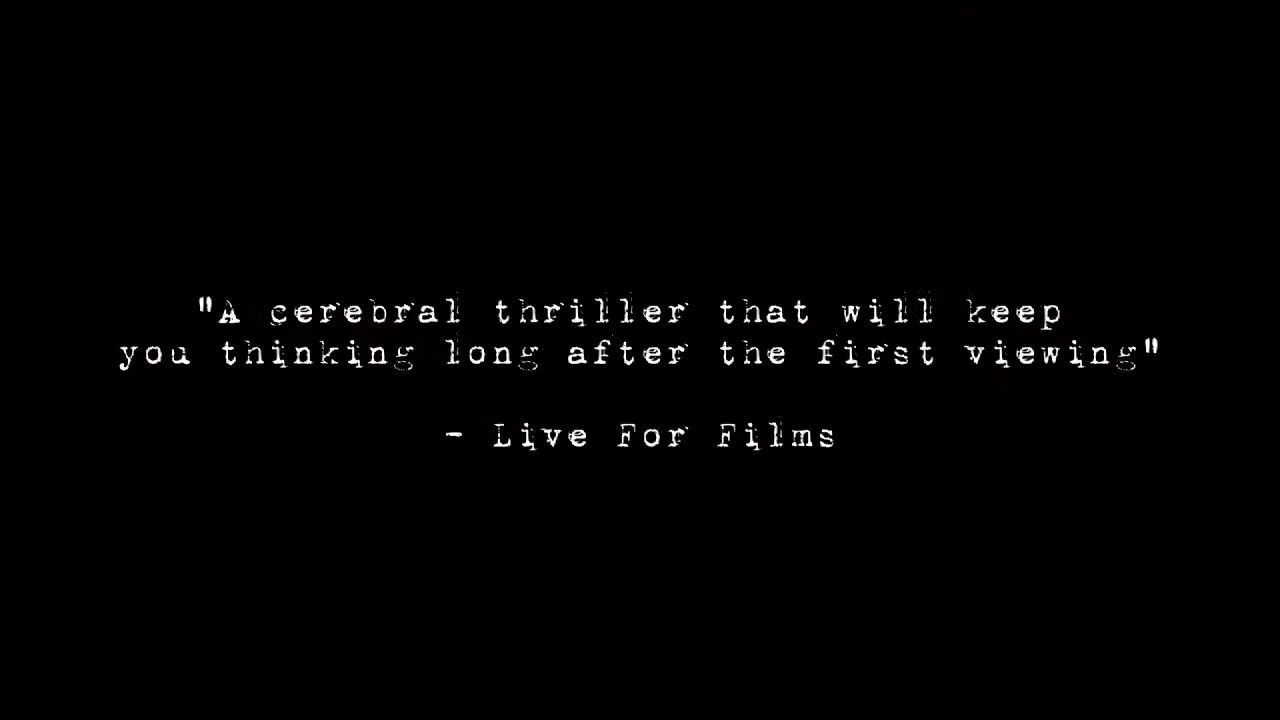 "A cerebral thriller that will keep
you thinking long after the first viewing"
- Live For Films